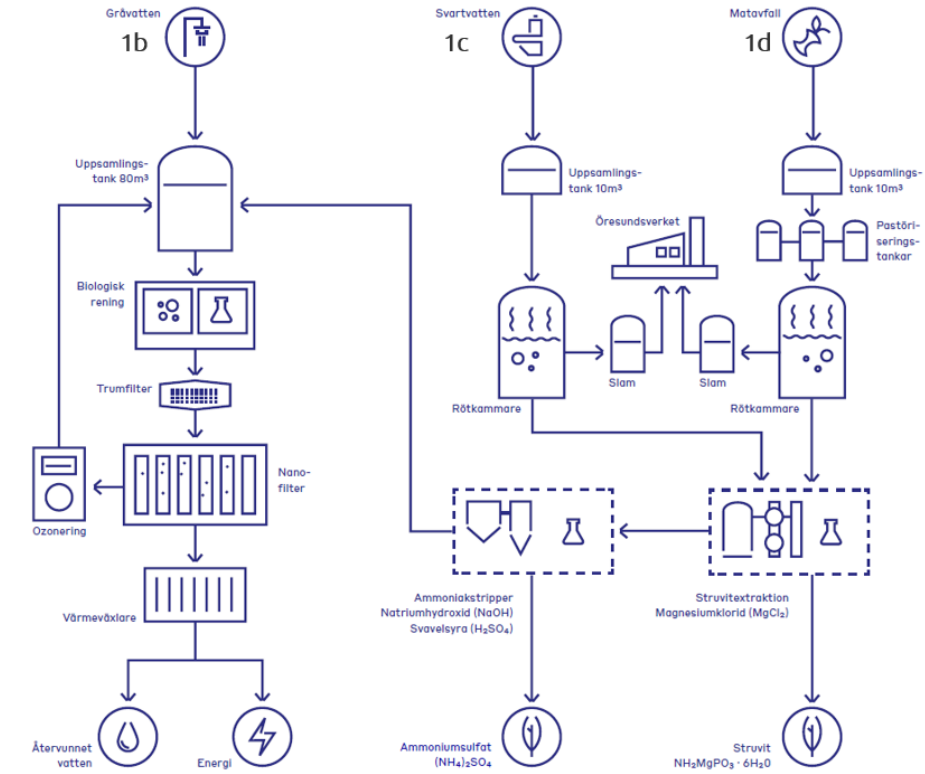 Gråvatten
1b
Svartvatten
1c
Matavfall
1d
Uppsamlings-
tank 80m³
Uppsamlings-
tank 10m³
Uppsamlings-
tank 10m³
Öresundsverket
Pastöri-
serings-
tankar
Biologisk
rening
Trumfilter
Slam
Slam
Rötkammare
Rötkammare
Nano-
filter
Ozonering
Värmeväxlare
Ammoniakstripper
Natriumhydroxid (NaOH)
Svavelsyra (H₂SO₄)
Struvitextraktion
Magnesiumklorid (MgCl₂)
Återvunnet
vatten
Energi
Ammoniumsulfat
(NH₄)₂SO₄
Struvit
NH₂MgPO₃ · 6H₂0